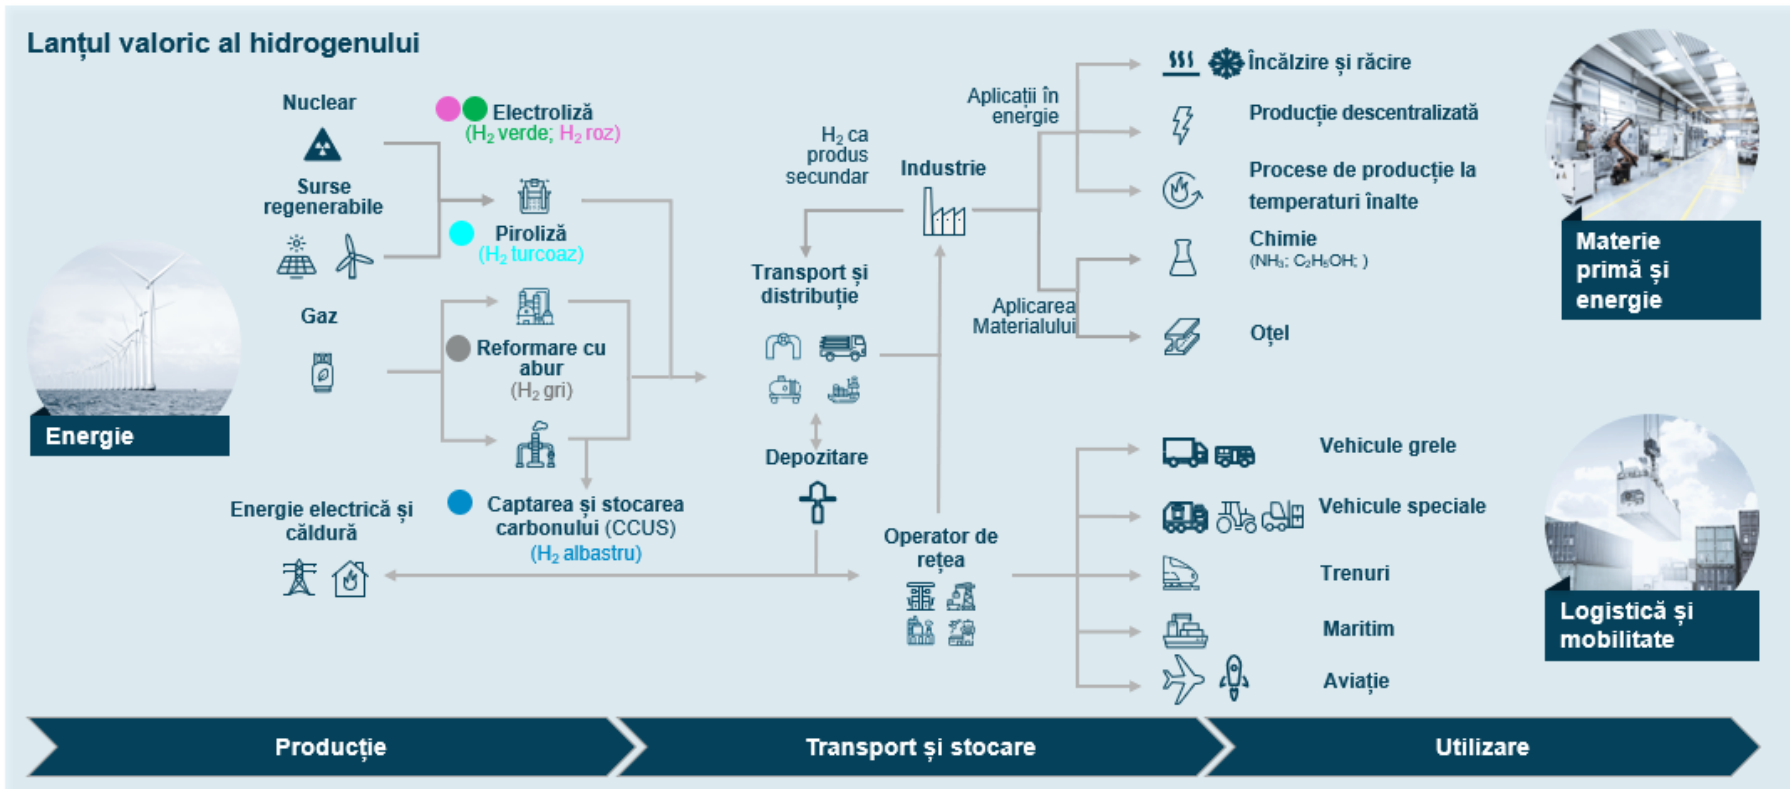 Lanțul valoric al hidrogenului
Nuclear
Surse
regenerabile
Gaz
Energie
Energie electrică și
căldură
Electroliză
(H₂ verde; H₂ roz)
Piroliză
(H₂ turcoaz)
Reformare cu
abur
(H₂ gri)
Captarea și stocarea
carbonului (CCUS)
(H₂ albastru)
H₂ ca
produs
secundar
Industrie
Transport și
distribuție
Depozitare
Operator de
rețea
Aplicații în
energie
Aplicarea
Materialului
Încălzire și răcire
Producție descentralizată
Procese de producție la
temperaturi înalte
Chimie
(NH₃; C₂H₅OH; )
Oțel
Vehicule grele
Vehicule speciale
Trenuri
Maritim
Aviație
Materie
primă și
energie
Logistică și
mobilitate
Producție
Transport și stocare
Utilizare